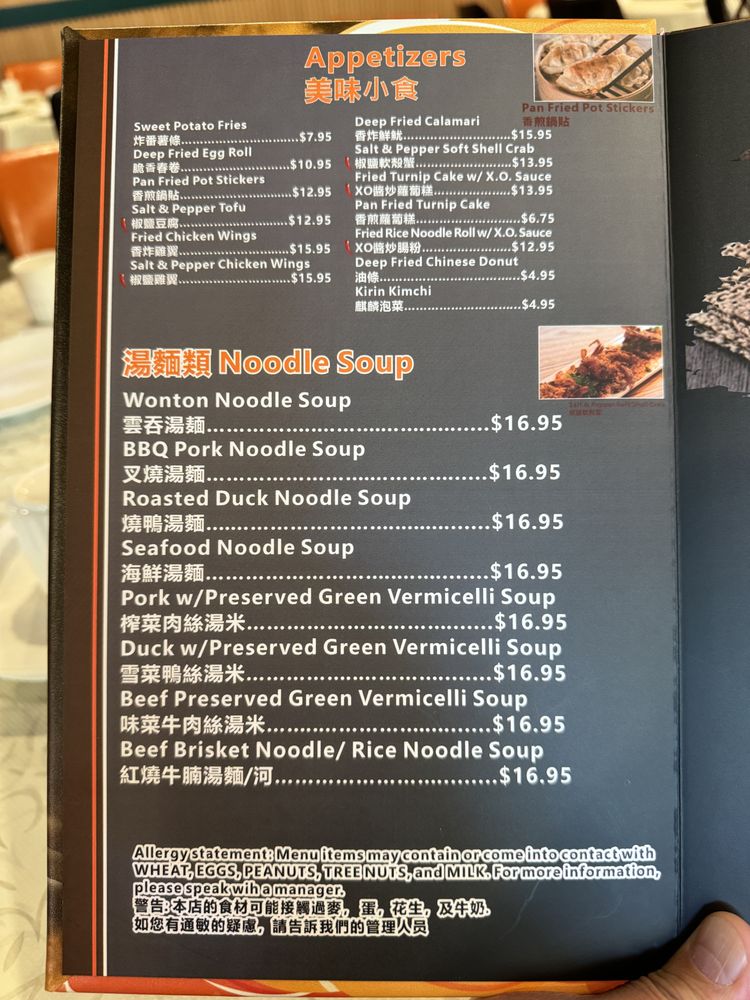 Appetizers
美味小食
Pan Fried Pot Stickers
香煎鍋貼
Sweet Potato Fries
炸番薯條..............................$7.95
Deep Fried Egg Roll
脆香春卷..........................$10.95
Pan Fried Pot Stickers
香煎鍋貼..........................$12.95
Salt & Pepper Tofu
椒鹽豆腐..........................$12.95
Fried Chicken Wings
香炸雞翼..........................$15.95
Salt & Pepper Chicken Wings
椒鹽雞翼..........................$15.95
Deep Fried Calamari
香炸鮮魷..........................$15.95
Salt & Pepper Soft Shell Crab
椒鹽軟殼蟹.......................$13.95
Fried Turnip Cake w/ X.O. Sauce
XO醬炒蘿蔔糕..................$13.95
Pan Fried Turnip Cake
香煎蘿蔔糕..........................$6.75
Fried Rice Noodle Roll w/ X.O. Sauce
XO醬炒腸粉.....................$12.95
Deep Fried Chinese Donut
油條....................................$4.95
Kirin Kimchi
麒麟泡菜.............................$4.95
湯麵類 Noodle Soup
Salt & Pepper Soft Shell Crab
椒鹽軟殼蟹
Wonton Noodle Soup
雲吞湯麵..........................................$16.95
BBQ Pork Noodle Soup
叉燒湯麵..........................................$16.95
Roasted Duck Noodle Soup
燒鴨湯麵..........................................$16.95
Seafood Noodle Soup
海鮮湯麵..........................................$16.95
Pork w/Preserved Green Vermicelli Soup
榨菜肉絲湯米.....................................$16.95
Duck w/Preserved Green Vermicelli Soup
雪菜鴨絲湯米.....................................$16.95
Beef Preserved Green Vermicelli Soup
味菜牛肉絲湯米..................................$16.95
Beef Brisket Noodle/ Rice Noodle Soup
紅燒牛腩湯麵/河.................................$16.95
Allergy statement: Menu items may contain or come into contact with
WHEAT, EGGS, PEANUTS, TREE NUTS, and MILK. For more information,
please speak wih a manager.
警告: 本店的食材可能接觸過麥，蛋，花生，及牛奶.
如您有過敏的疑慮，請告訴我們的管理人员